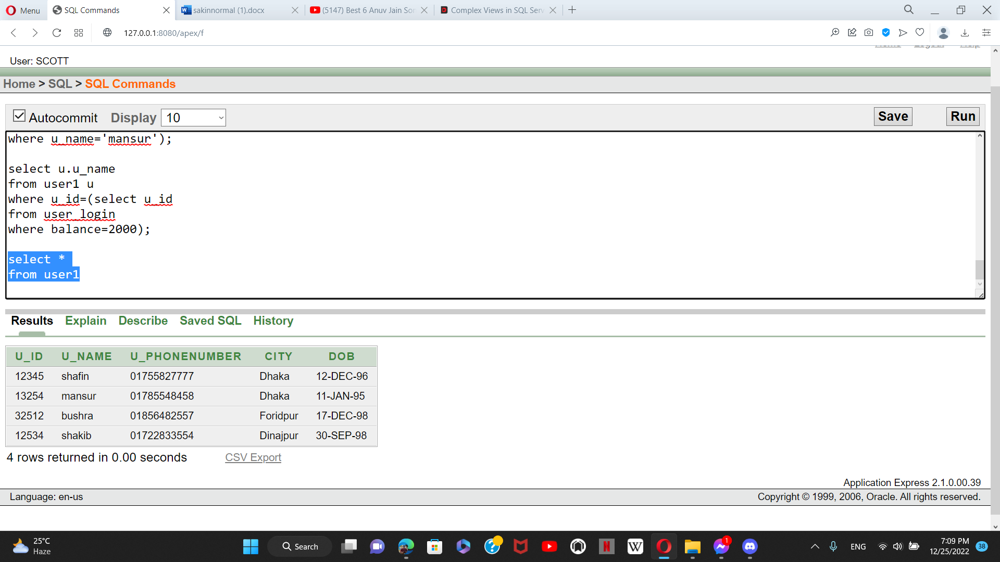 Menu
SQL Commands
sakinnormal (1).docx
(5147) Best 6 Anuv Jain Son
Complex Views in SQL Serv
127.0.0.1:8080/apex/f
Home Logout Help
User: SCOTT
Home > SQL > SQL Commands
Autocommit Display 10 Save Run
where u_name='mansur');
select u.u_name
from user1 u
where u_id=(select u_id
from user_login
where balance=2000);
select *
from user1
Results Explain Describe Saved SQL History
U_ID U_NAME U_PHONENUMBER CITY DOB
12345 shafin 01755827777 Dhaka 12-DEC-96
13254 mansur 01785548458 Dhaka 11-JAN-95
32512 bushra 01856482557 Foridpur 17-DEC-98
12534 shakib 01722833554 Dinajpur 30-SEP-98
4 rows returned in 0.00 seconds CSV Export
Application Express 2.1.0.00.39
Language: en-us Copyright © 1999, 2006, Oracle. All rights reserved.
25°C
Haze
Search
W
N
W
1
ENG
7:09 PM
12/25/2022
38